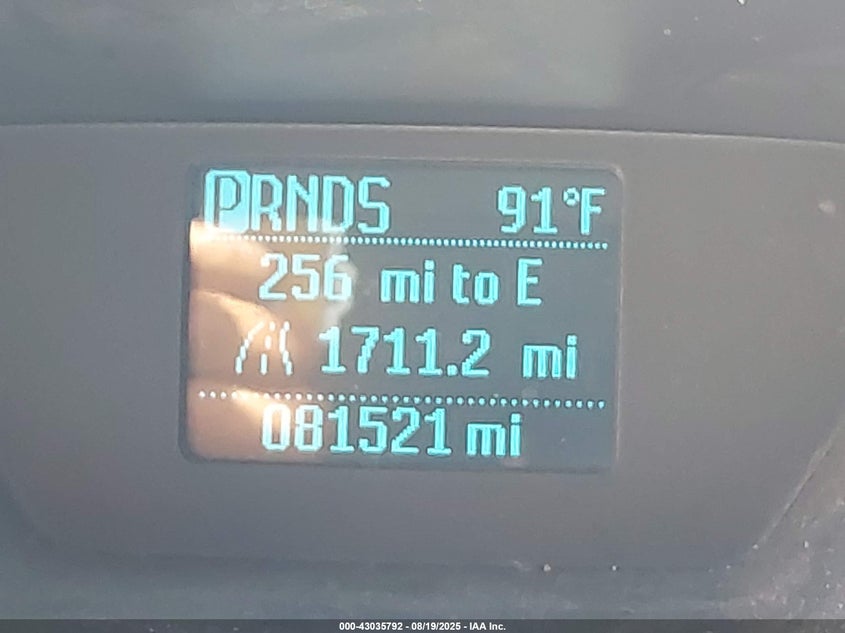 PRNDS 91°F
256 mi to E
1711.2 mi
081521 mi
000-43035792 - 08/19/2025 - IAA Inc.